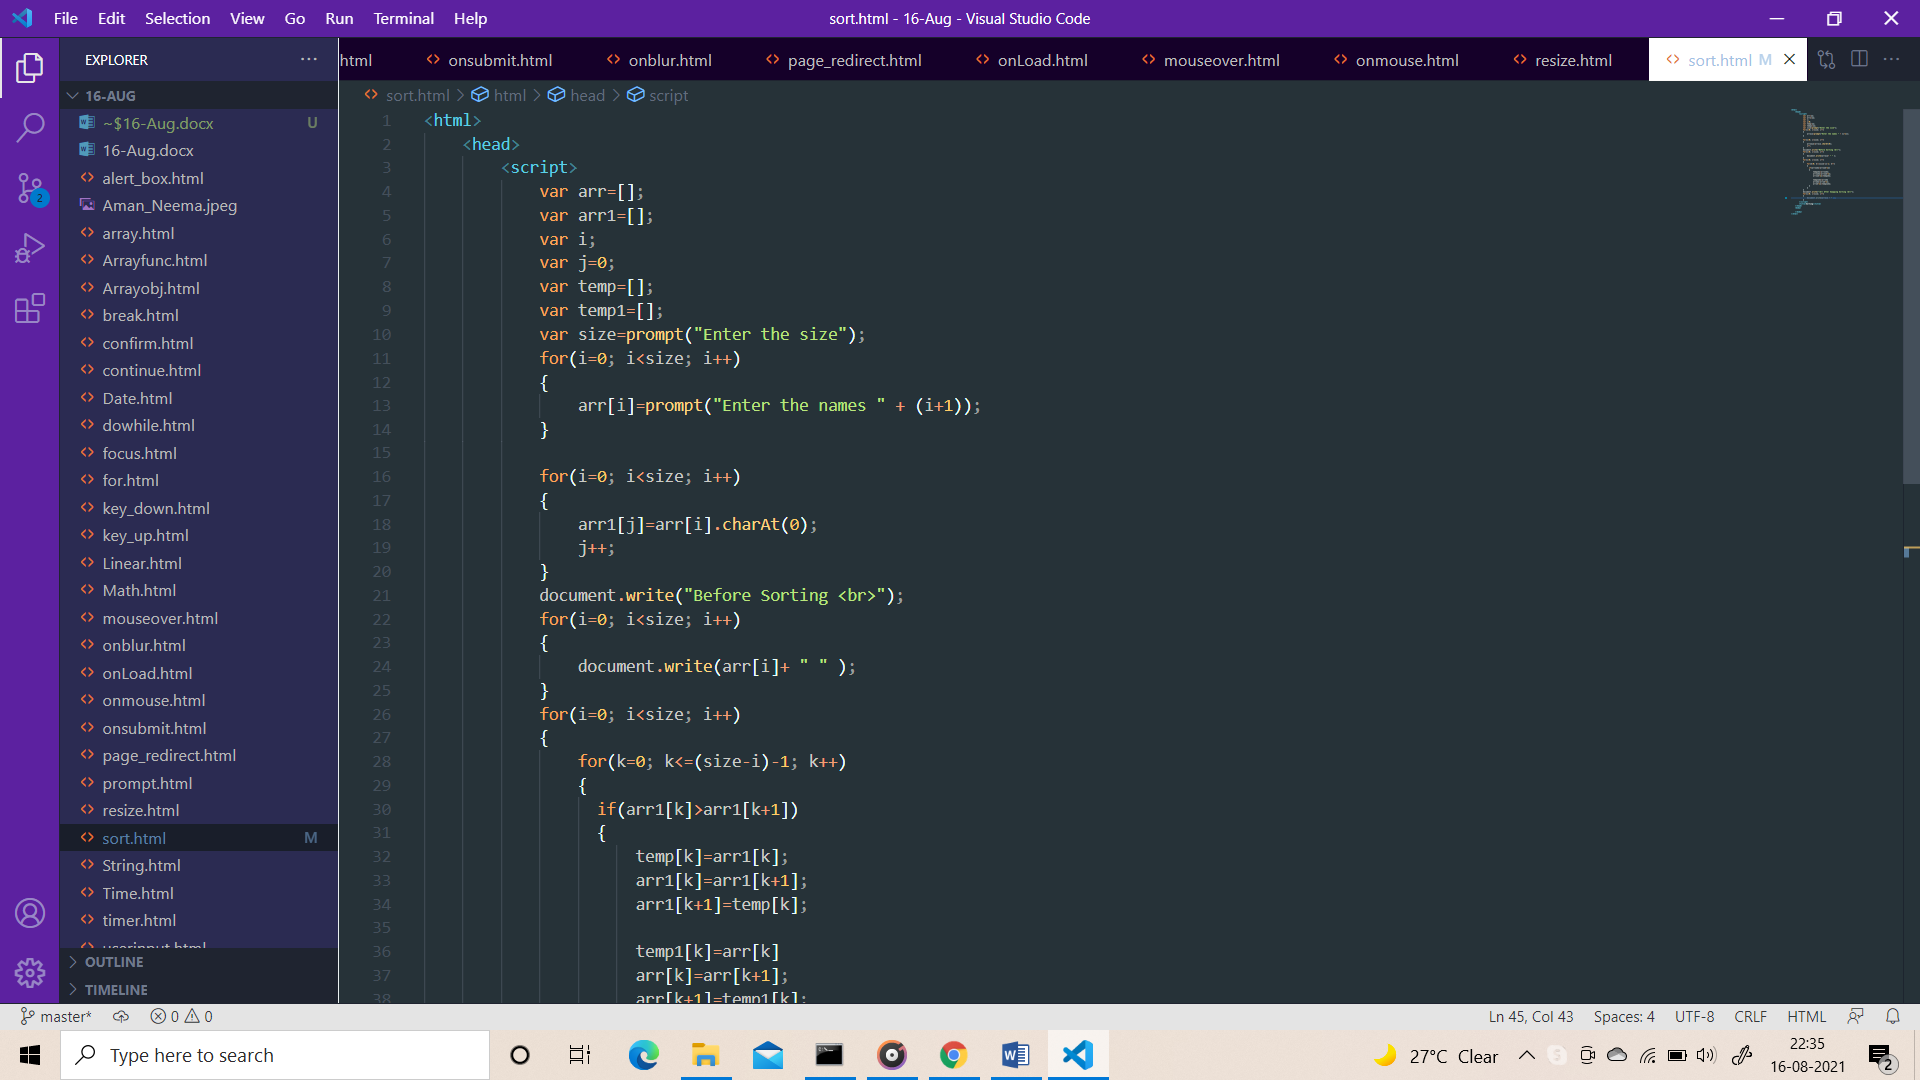 File Edit Selection View Go Run Terminal Help
sort.html - 16-Aug - Visual Studio Code
EXPLORER
html onsubmit.html onblur.html page_redirect.html onLoad.html mouseover.html onmouse.html resize.html sort.html M
16-AUG
~$16-Aug.docx U
16-Aug.docx
alert_box.html
Aman_Neema.jpeg
array.html
Arrayfunc.html
Arrayobj.html
break.html
confirm.html
continue.html
Date.html
dowhile.html
focus.html
for.html
key_down.html
key_up.html
Linear.html
Math.html
mouseover.html
onblur.html
onLoad.html
onmouse.html
onsubmit.html
page_redirect.html
prompt.html
resize.html
sort.html M
String.html
Time.html
timer.html
userinput.html
OUTLINE
TIMELINE
2
sort.html > html > head > script
1 <html>
2 <head>
3 <script>
4 var arr=[];
5 var arr1=[];
6 var i;
7 var j=0;
8 var temp=[];
9 var temp1=[];
10 var size=prompt("Enter the size");
11 for(i=0; i<size; i++)
12 {
13 arr[i]=prompt("Enter the names " + (i+1));
14 }
15
16 for(i=0; i<size; i++)
17 {
18 arr1[j]=arr[i].charAt(0);
19 j++;
20 }
21 document.write("Before Sorting <br>");
22 for(i=0; i<size; i++)
23 {
24 document.write(arr[i]+ " " );
25 }
26 for(i=0; i<size; i++)
27 {
28 for(k=0; k<=(size-i)-1; k++)
29 {
30 if(arr1[k]>arr1[k+1])
31 {
32 temp[k]=arr1[k];
33 arr1[k]=arr1[k+1];
34 arr1[k+1]=temp[k];
35
36 temp1[k]=arr[k]
37 arr[k]=arr[k+1];
38 arr[k+1]=temp1[k];
master* 0 0
Ln 45, Col 43 Spaces: 4 UTF-8 CRLF HTML
Type here to search
27°C Clear
22:35
16-08-2021
2